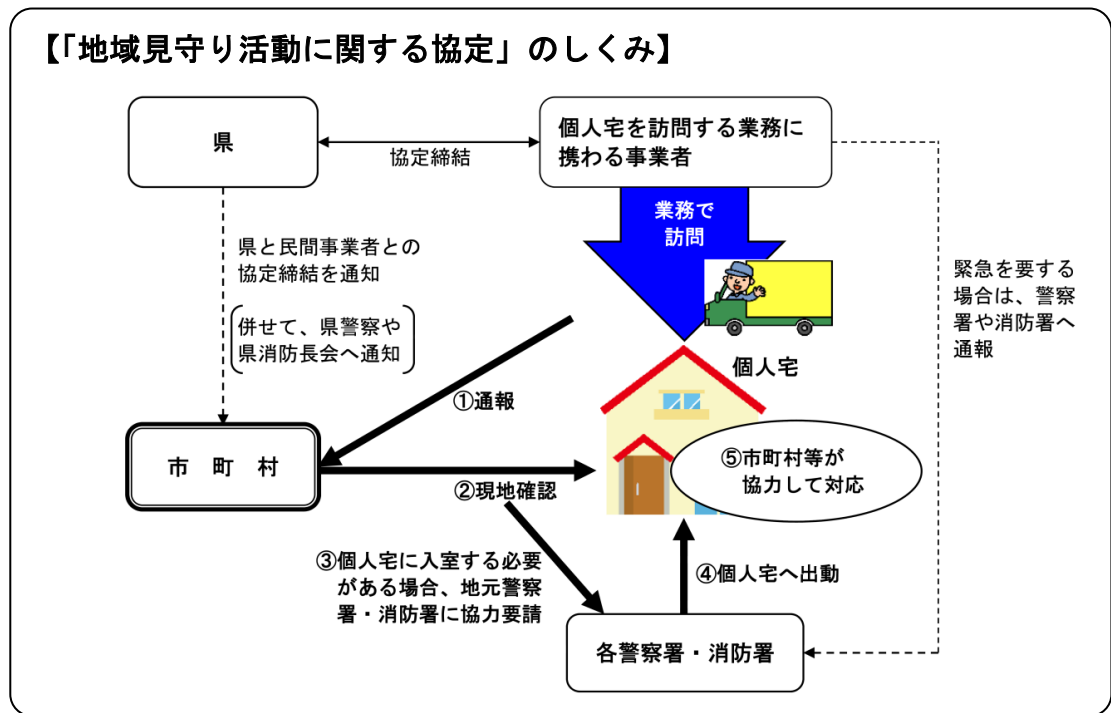 【「地域見守り活動に関する協定」のしくみ】
県
協定締結
個人宅を訪問する業務に
携わる事業者
業務で
訪問
県と民間事業者との
協定締結を通知
併せて、県警察や
県消防長会へ通知
緊急を要する
場合は、警察
署や消防署へ
通報
個人宅
①通報
市　町　村
②現地確認
⑤市町村等が
協力して対応
③個人宅に入室する必要
がある場合、地元警察
署・消防署に協力要請
④個人宅へ出動
各警察署・消防署